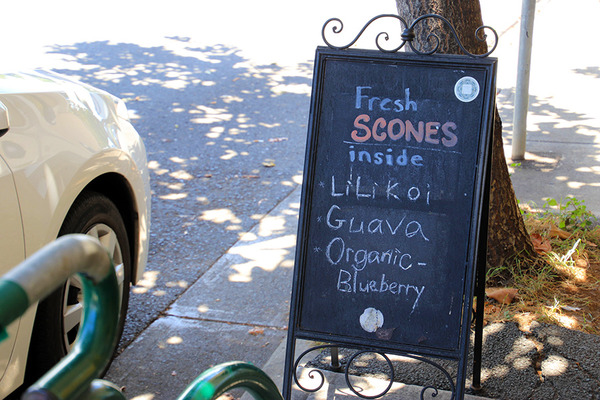 Fresh
SCONES
inside
* LiLikoi
* Guava
* Organic-
Blueberry